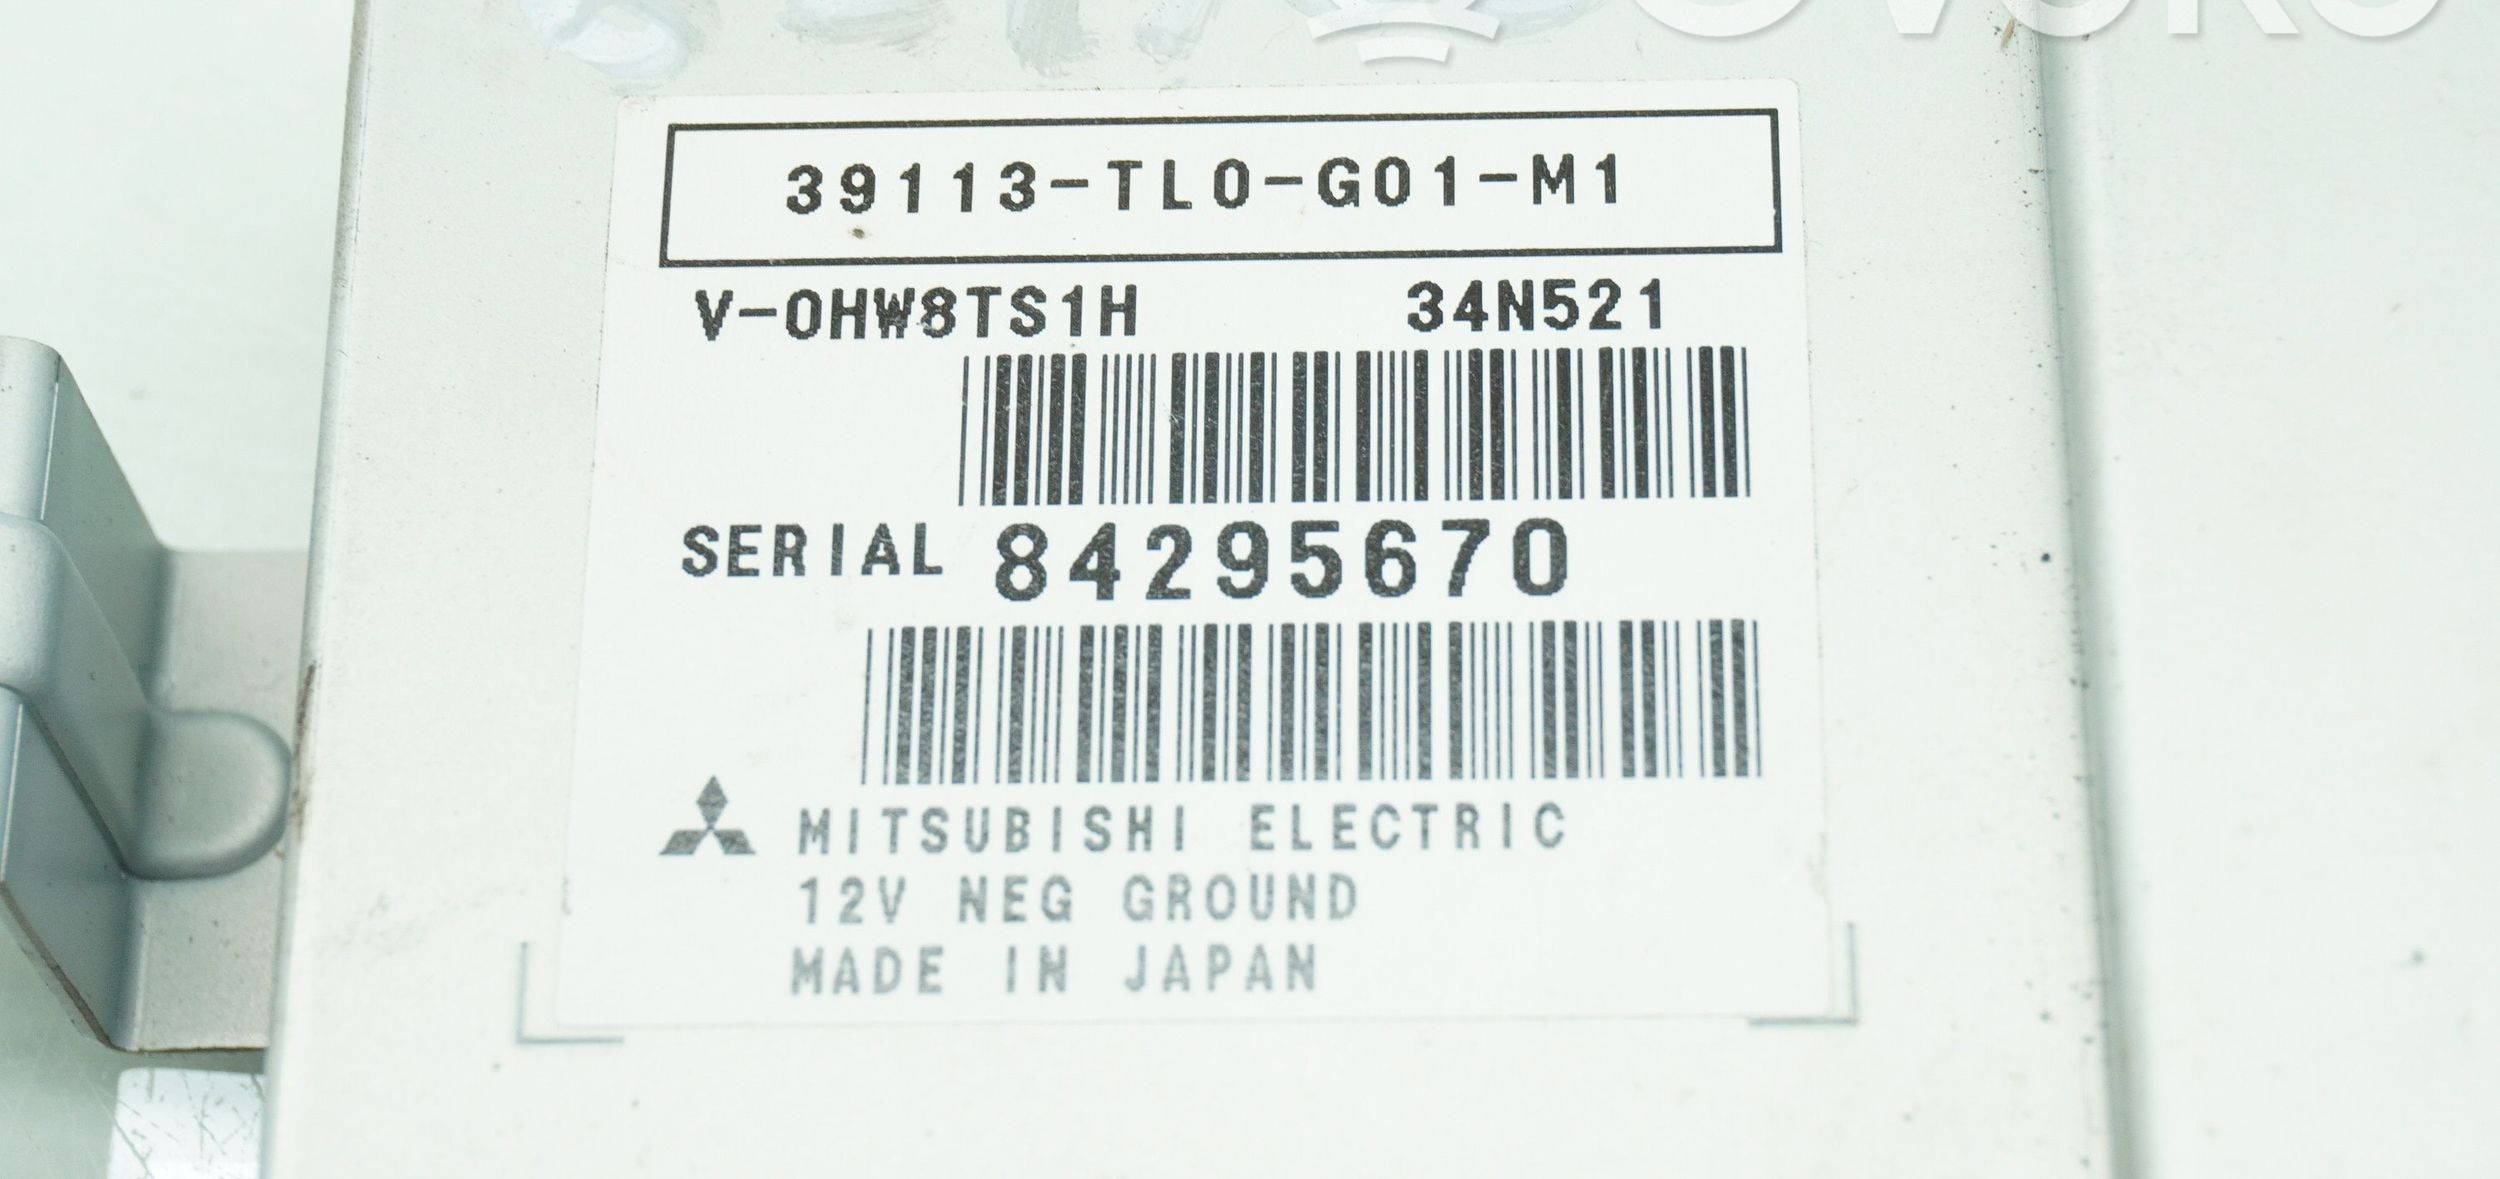 39113-TL0-G01-M1
V-0HW8TS1H 34N521
SERIAL 84295670
MITSUBISHI ELECTRIC
12V NEG GROUND
MADE IN JAPAN